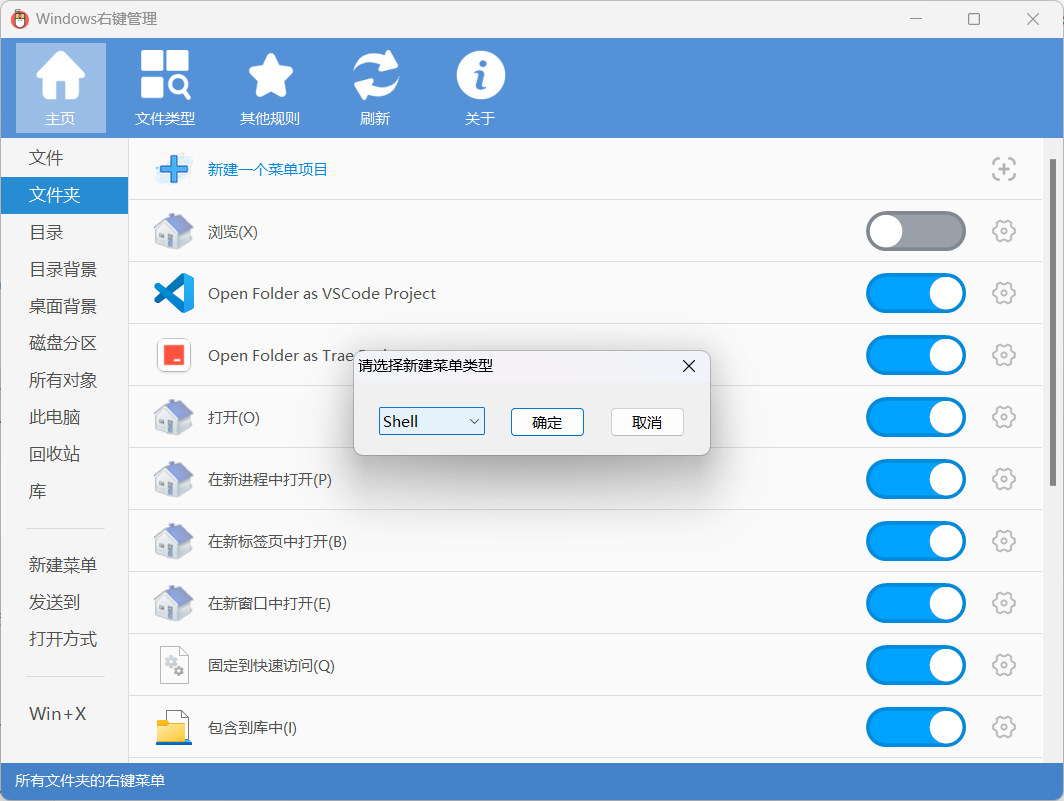 Windows右键管理
主页
文件类型
其他规则
刷新
关于
文件
文件夹
目录
目录背景
桌面背景
磁盘分区
所有对象
此电脑
回收站
库
新建菜单
发送到
打开方式
Win+X
新建一个菜单项目
浏览(X)
Open Folder as VSCode Project
Open Folder as Trae
打开(O)
在新进程中打开(P)
在新标签页中打开(B)
在新窗口中打开(E)
固定到快速访问(Q)
包含到库中(I)
请选择新建菜单类型
Shell
确定
取消
所有文件夹的右键菜单